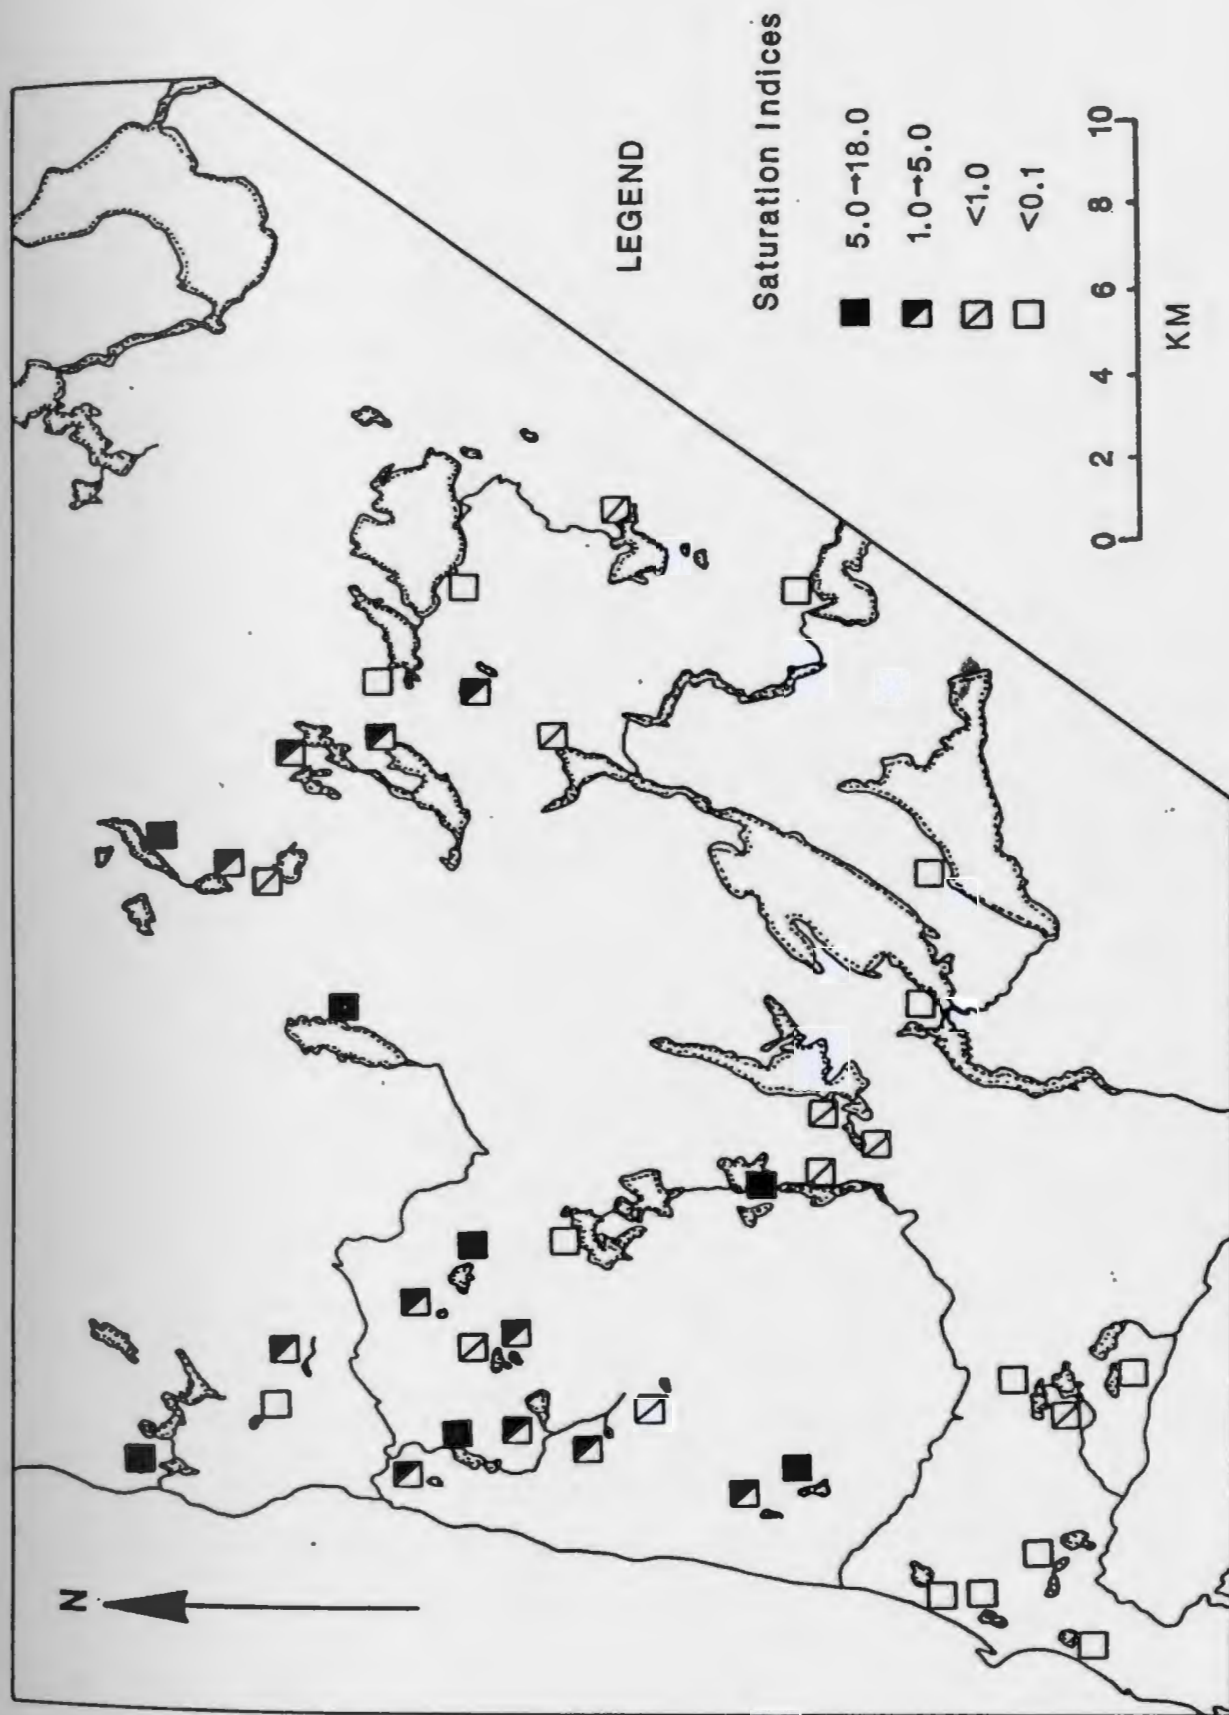 N
LEGEND
Saturation Indices
5.0→18.0
1.0→5.0
<1.0
<0.1
0 2 4 6 8 10
KM